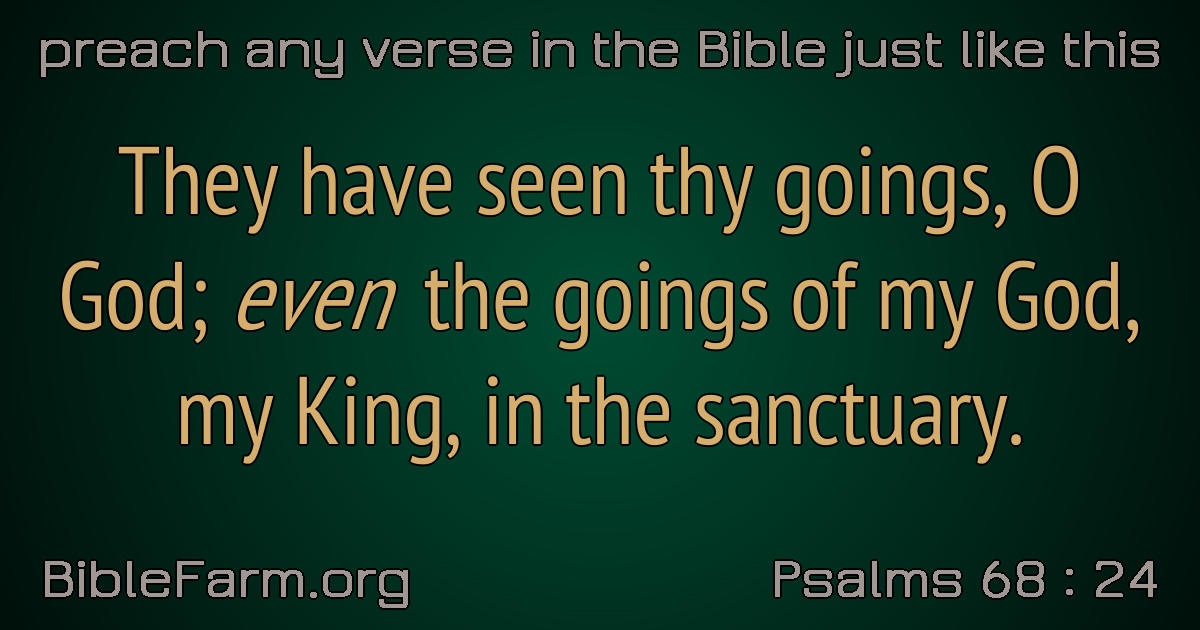 preach any verse in the Bible just like this
They have seen thy goings, O
God; even the goings of my God,
my King, in the sanctuary.
BibleFarm.org
Psalms 68 : 24